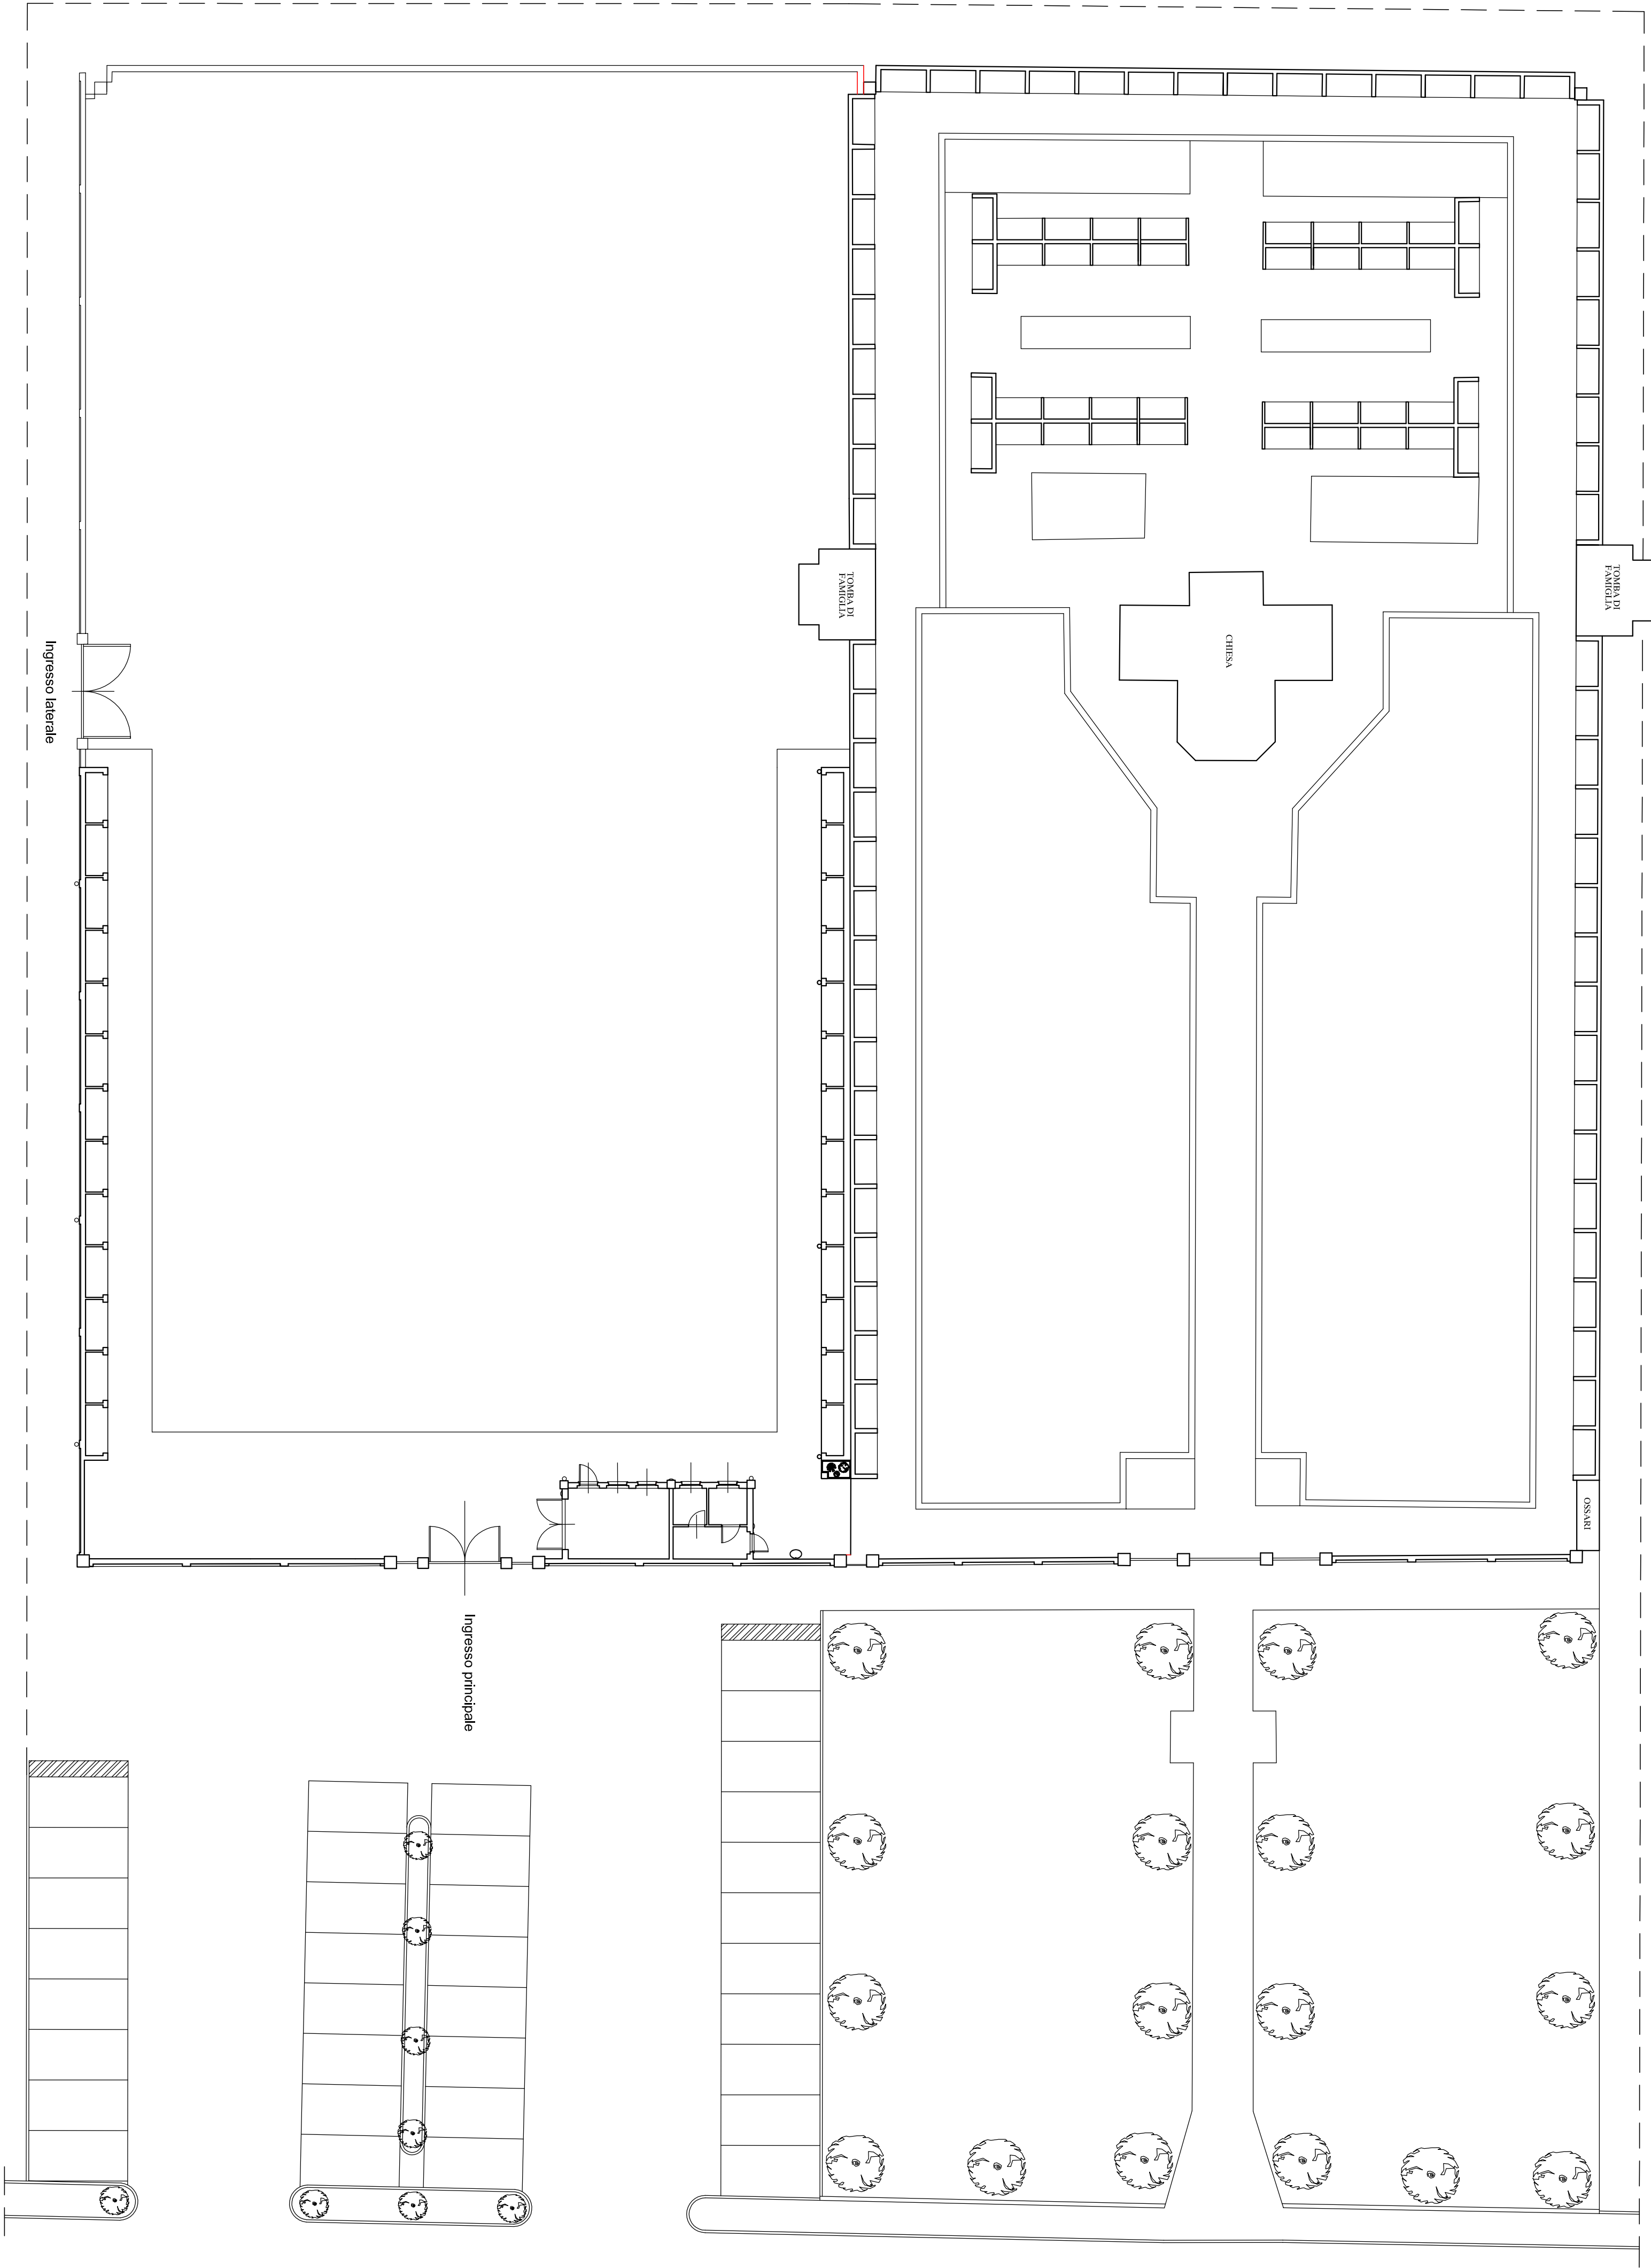 TOMBA DI
FAMIGLIA
TOMBA DI
FAMIGLIA
CHIESA
Ingresso laterale
OSSARI
Ingresso principale